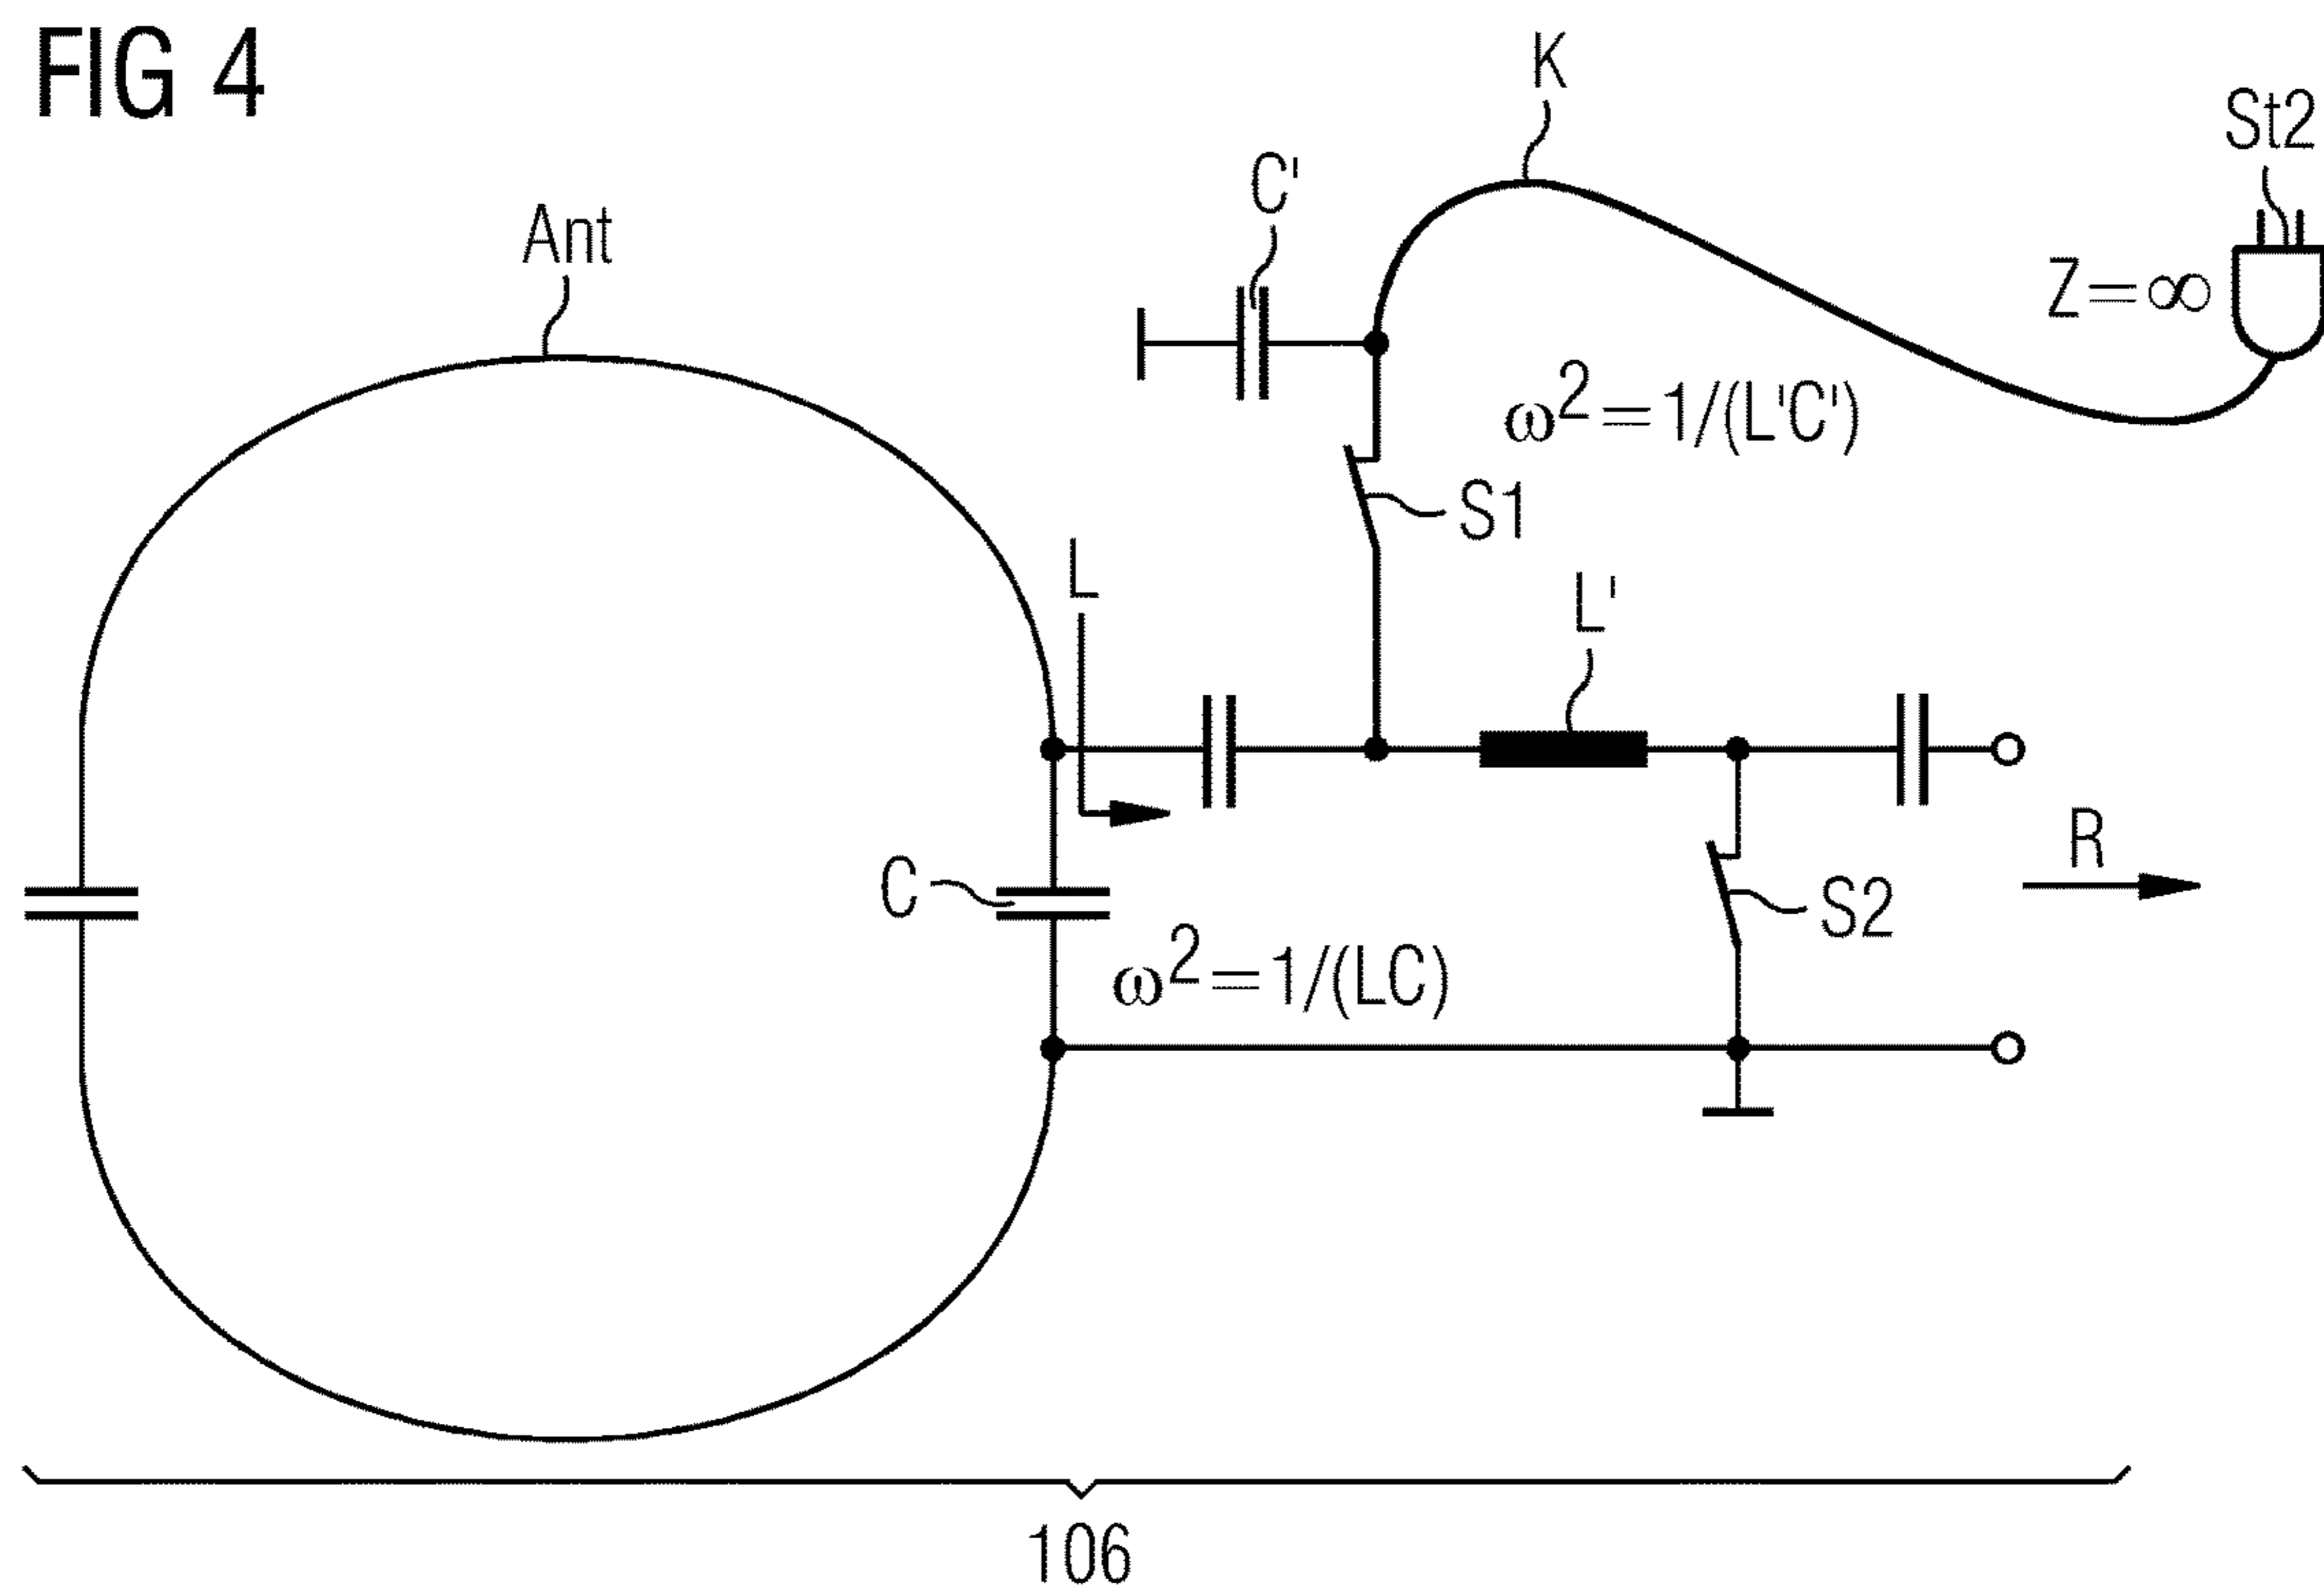 FIG 4
K
St2
C'
Ant
Z=∞
ω²=1/(L'C')
S1
L
L'
R
C
S2
ω²=1/(LC)
106